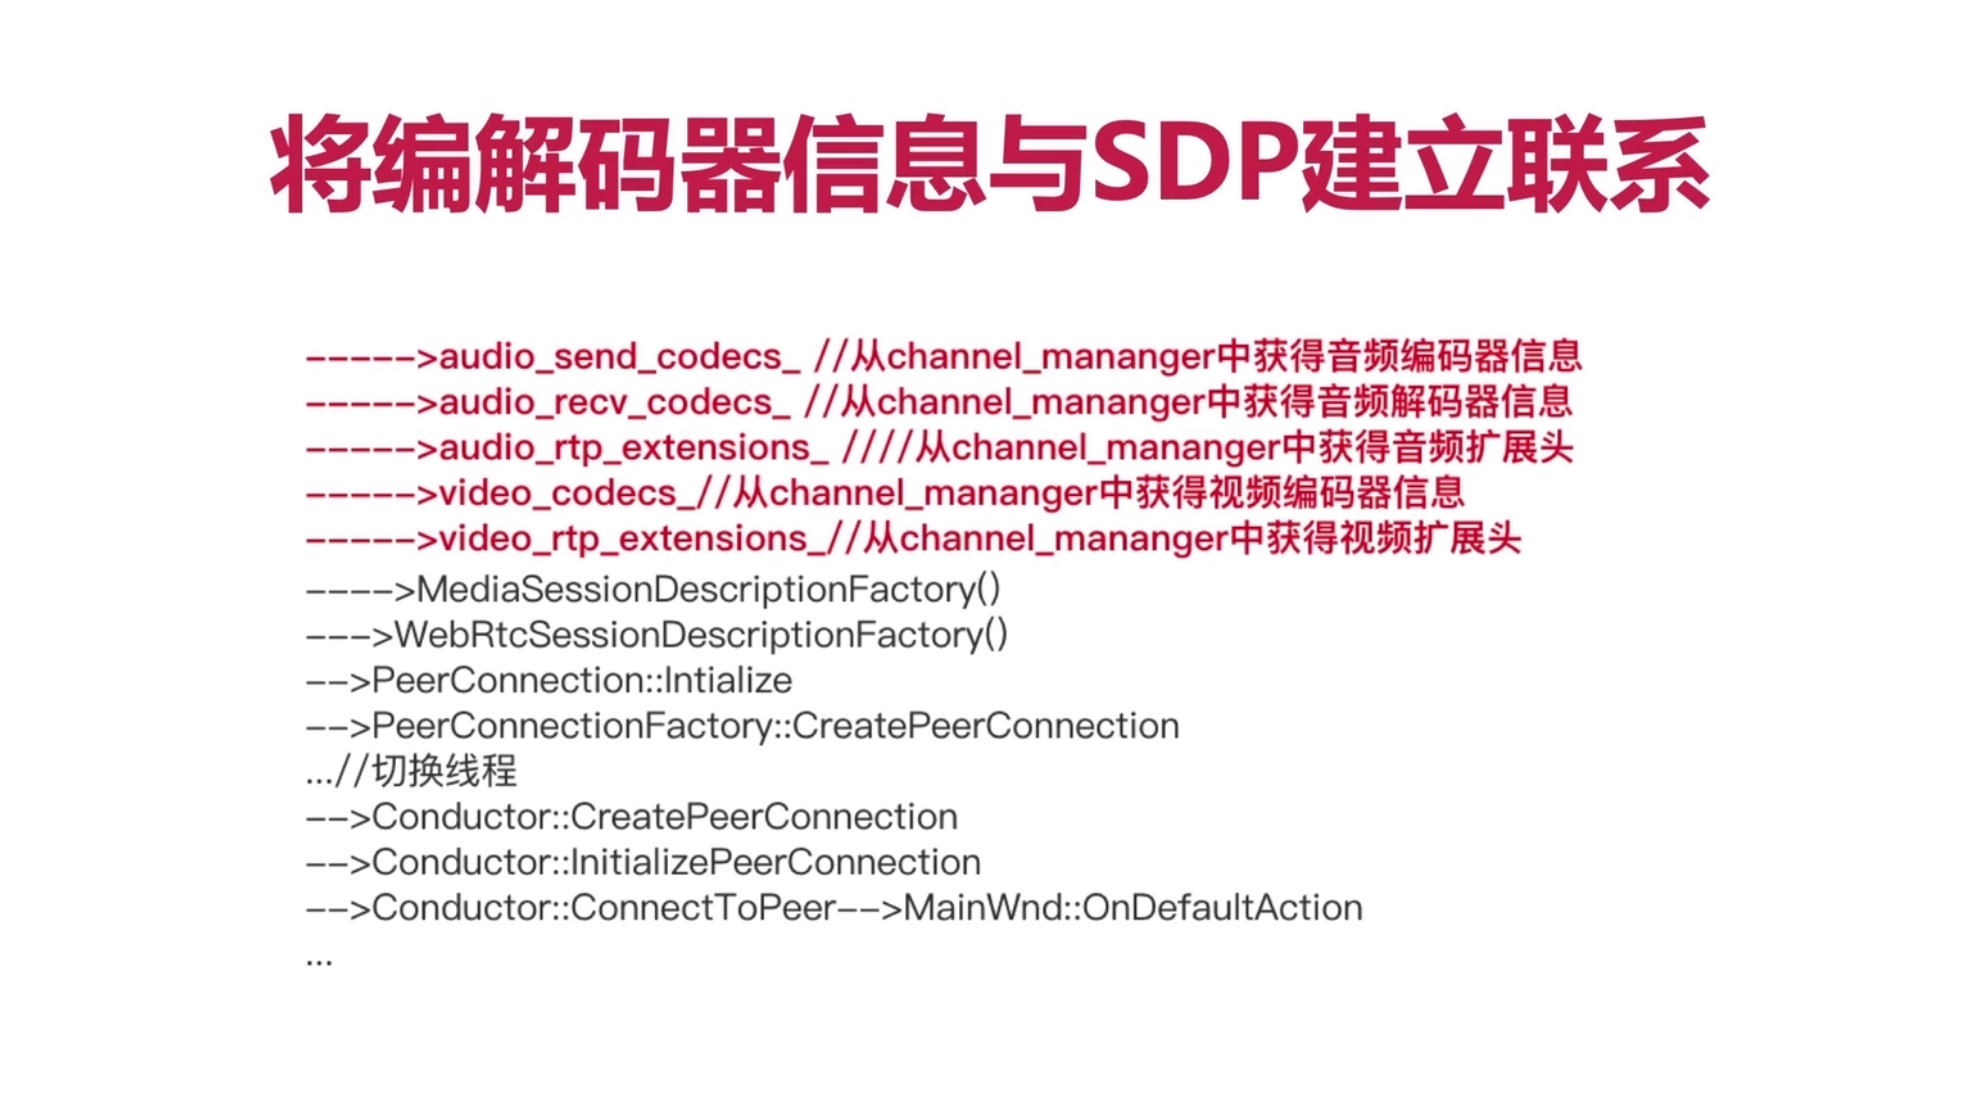 将编解码器信息与SDP建立联系
----->audio_send_codecs_ //从channel_mananger中获得音频编码器信息
----->audio_recv_codecs_ //从channel_mananger中获得音频解码器信息
----->audio_rtp_extensions_ ////从channel_mananger中获得音频扩展头
----->video_codecs_//从channel_mananger中获得视频编码器信息
----->video_rtp_extensions_//从channel_mananger中获得视频扩展头
---->MediaSessionDescriptionFactory()
--->WebRtcSessionDescriptionFactory()
-->PeerConnection::Intialize
-->PeerConnectionFactory::CreatePeerConnection
...//切换线程
-->Conductor::CreatePeerConnection
-->Conductor::InitializePeerConnection
-->Conductor::ConnectToPeer-->MainWnd::OnDefaultAction
...